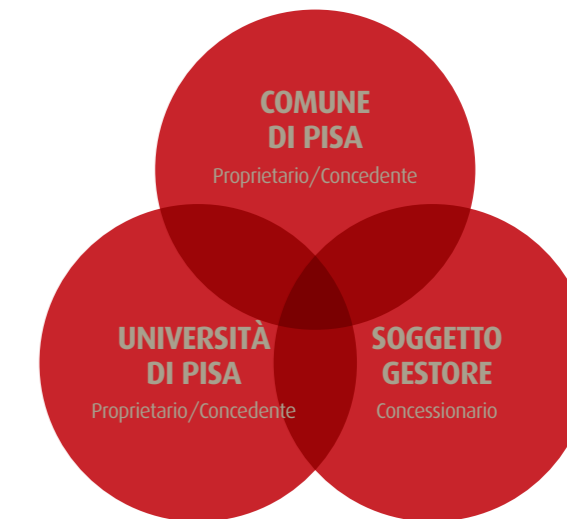 COMUNE
DI PISA
Proprietario/Concedente
UNIVERSITÀ
DI PISA
Proprietario/Concedente
SOGGETTO
GESTORE
Concessionario